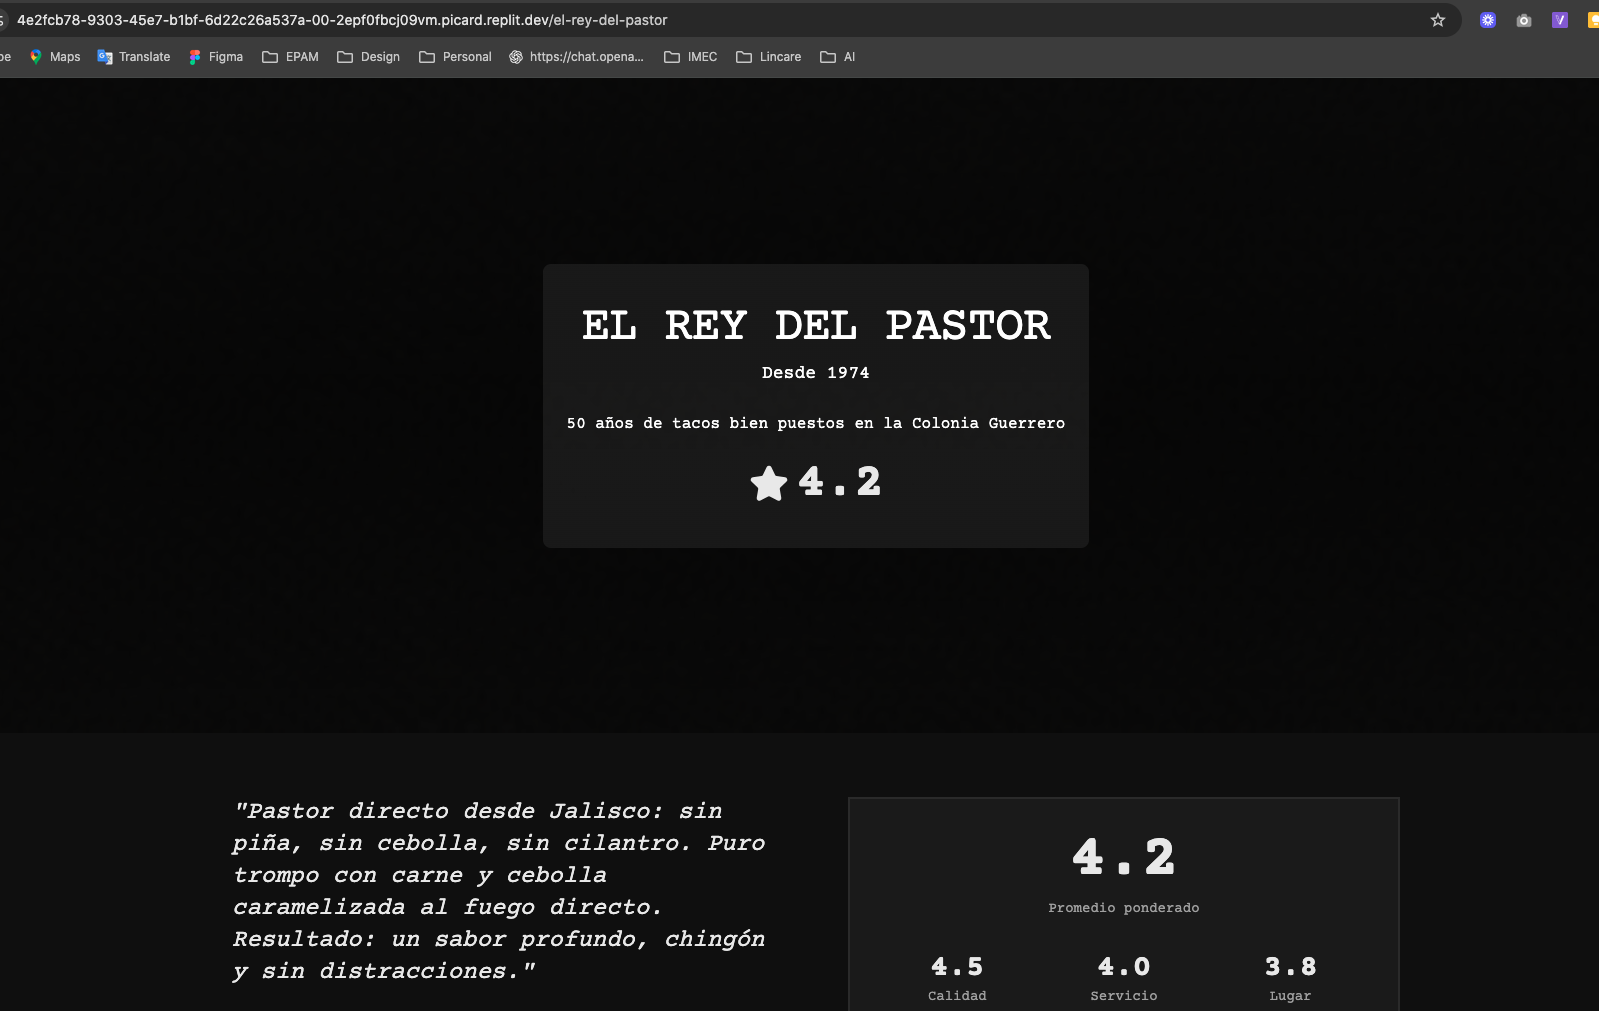 4e2fcb78-9303-45e7-b1bf-6d22c26a537a-00-2epf0fbcj09vm.picard.replit.dev/el-rey-del-pastor
pe Maps Translate Figma EPAM Design Personal https://chat.opena... IMEC Lincare AI
EL REY DEL PASTOR
Desde 1974
50 años de tacos bien puestos en la Colonia Guerrero
4.2
"Pastor directo desde Jalisco: sin
piña, sin cebolla, sin cilantro. Puro
trompo con carne y cebolla
caramelizada al fuego directo.
Resultado: un sabor profundo, chingón
y sin distracciones."
4.2
Promedio ponderado
4.5 4.0 3.8
Calidad Servicio Lugar